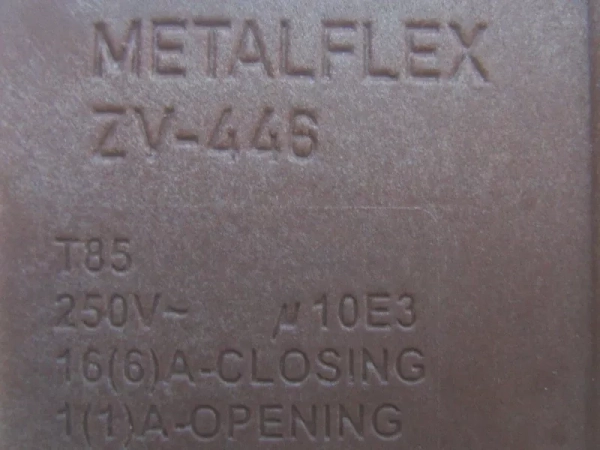 METALFLEX
ZV-446
T85
250V~ µ10E3
16(6)A-CLOSING
1(1)A-OPENING